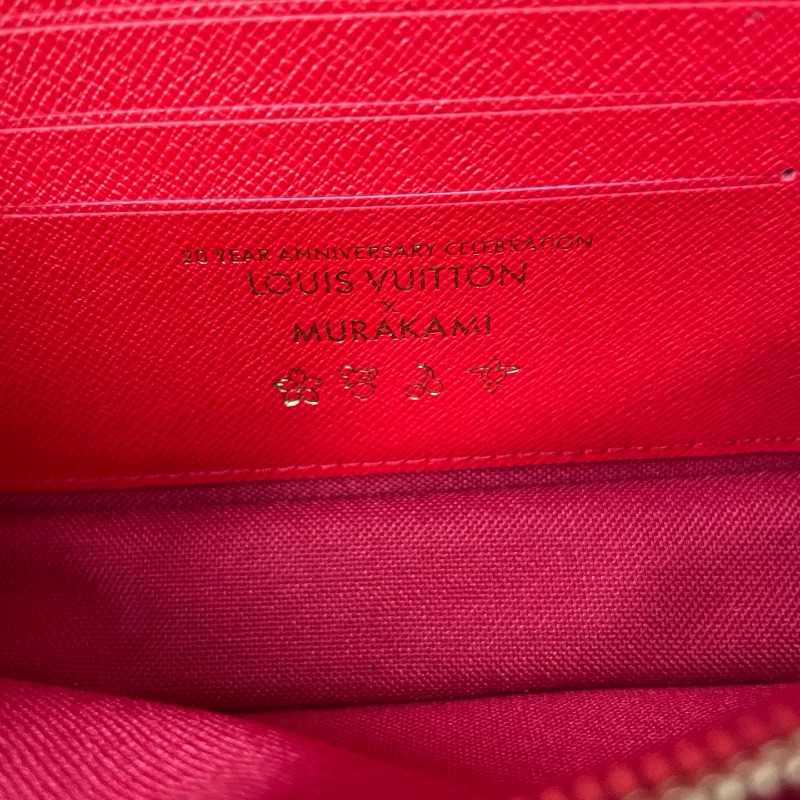 20 YEAR ANNIVERSARY CELEBRATION
LOUIS VUITTON
×
MURAKAMI